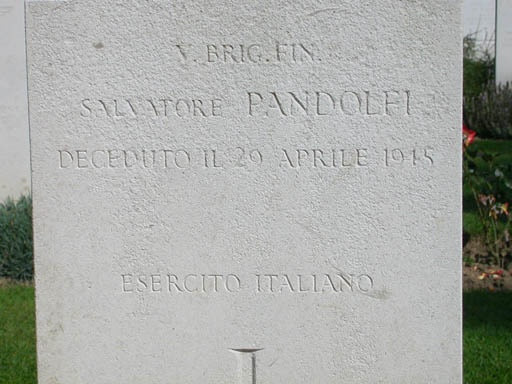 V. BRIG. FIN.
SALVATORE PANDOLFI
DECEDUTO IL 29 APRILE 1945
ESERCITO ITALIANO